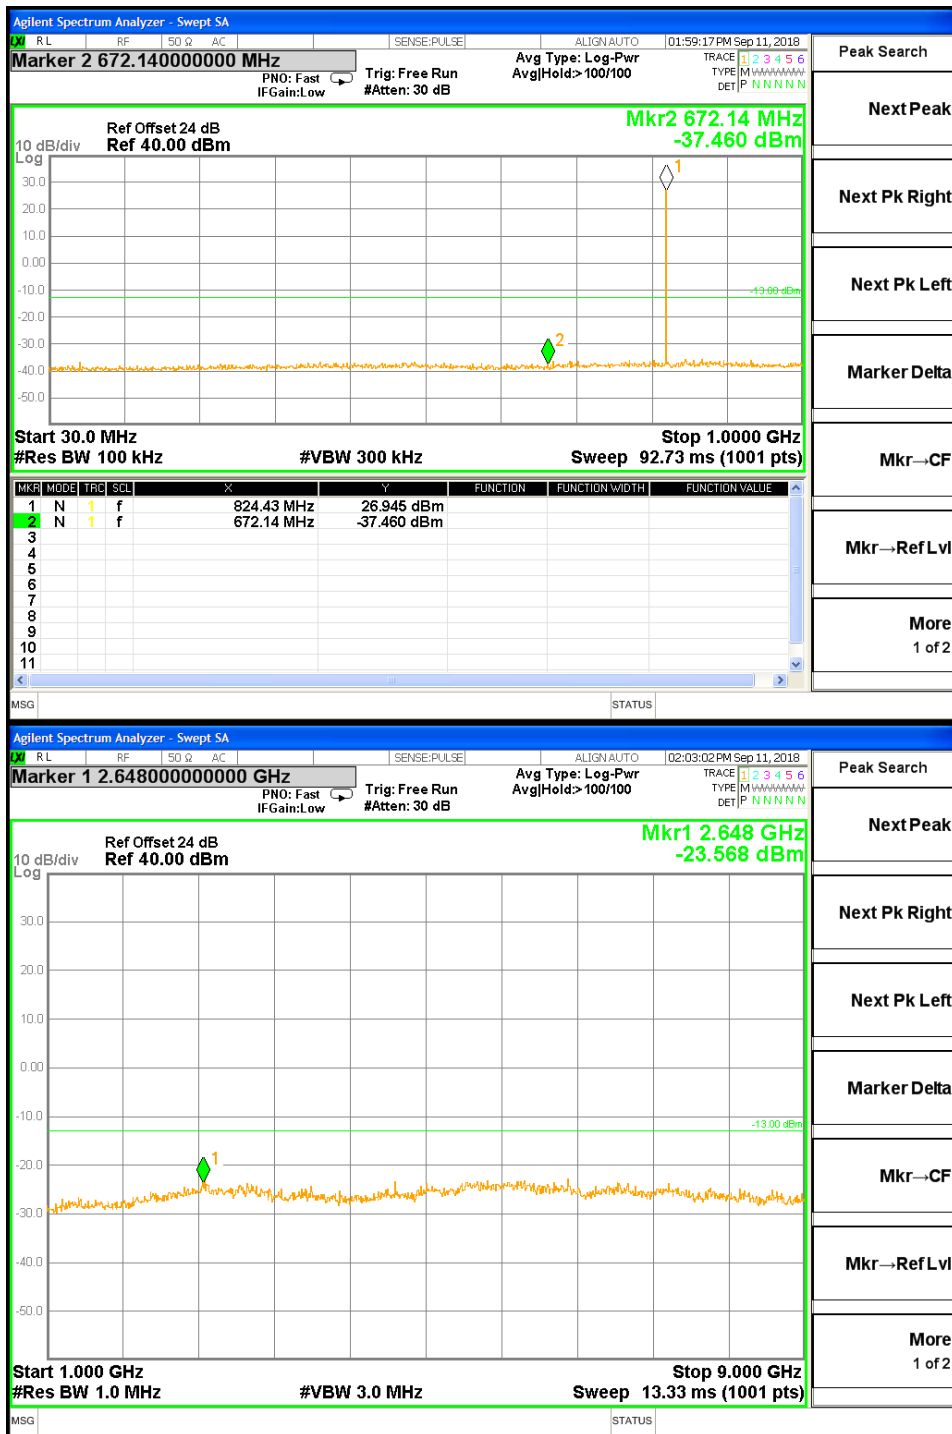 Agilent Spectrum Analyzer - Swept SA
LXI RL RF 50 Ω AC SENSE:PULSE ALIGNAUTO 01:59:17 PM Sep 11, 2018
Marker 2 672.140000000 MHz
PNO: Fast
IFGain:Low
Trig: Free Run
#Atten: 30 dB
Avg Type: Log-Pwr
Avg|Hold:>100/100
TRACE 1 2 3 4 5 6
TYPE M WWWWW
DET P N N N N N
Peak Search
Next Peak
Next Pk Right
Next Pk Left
Marker Delta
Mkr→CF
Mkr→Ref Lvl
More
1 of 2
Ref Offset 24 dB
10 dB/div Ref 40.00 dBm
Log
Mkr2 672.14 MHz
-37.460 dBm
30.0
20.0
10.0
0.00
-10.0
-20.0
-30.0
-40.0
-50.0
1
-13.00 dBm
2
Start 30.0 MHz Stop 1.0000 GHz
#Res BW 100 kHz #VBW 300 kHz Sweep 92.73 ms (1001 pts)
MKR MODE TRC SCL X Y FUNCTION FUNCTION WIDTH FUNCTION VALUE
1 N 1 f 824.43 MHz 26.945 dBm
2 N 1 f 672.14 MHz -37.460 dBm
3
4
5
6
7
8
9
10
11
MSG STATUS
Agilent Spectrum Analyzer - Swept SA
LXI RL RF 50 Ω AC SENSE:PULSE ALIGNAUTO 02:03:02 PM Sep 11, 2018
Marker 1 2.648000000000 GHz
PNO: Fast
IFGain:Low
Trig: Free Run
#Atten: 30 dB
Avg Type: Log-Pwr
Avg|Hold:>100/100
TRACE 1 2 3 4 5 6
TYPE M WWWWW
DET P N N N N N
Peak Search
Next Peak
Next Pk Right
Next Pk Left
Marker Delta
Mkr→CF
Mkr→Ref Lvl
More
1 of 2
Ref Offset 24 dB
10 dB/div Ref 40.00 dBm
Log
Mkr1 2.648 GHz
-23.568 dBm
30.0
20.0
10.0
0.00
-10.0
-20.0
-30.0
-40.0
-50.0
-13.00 dBm
1
Start 1.000 GHz Stop 9.000 GHz
#Res BW 1.0 MHz #VBW 3.0 MHz Sweep 13.33 ms (1001 pts)
MSG STATUS